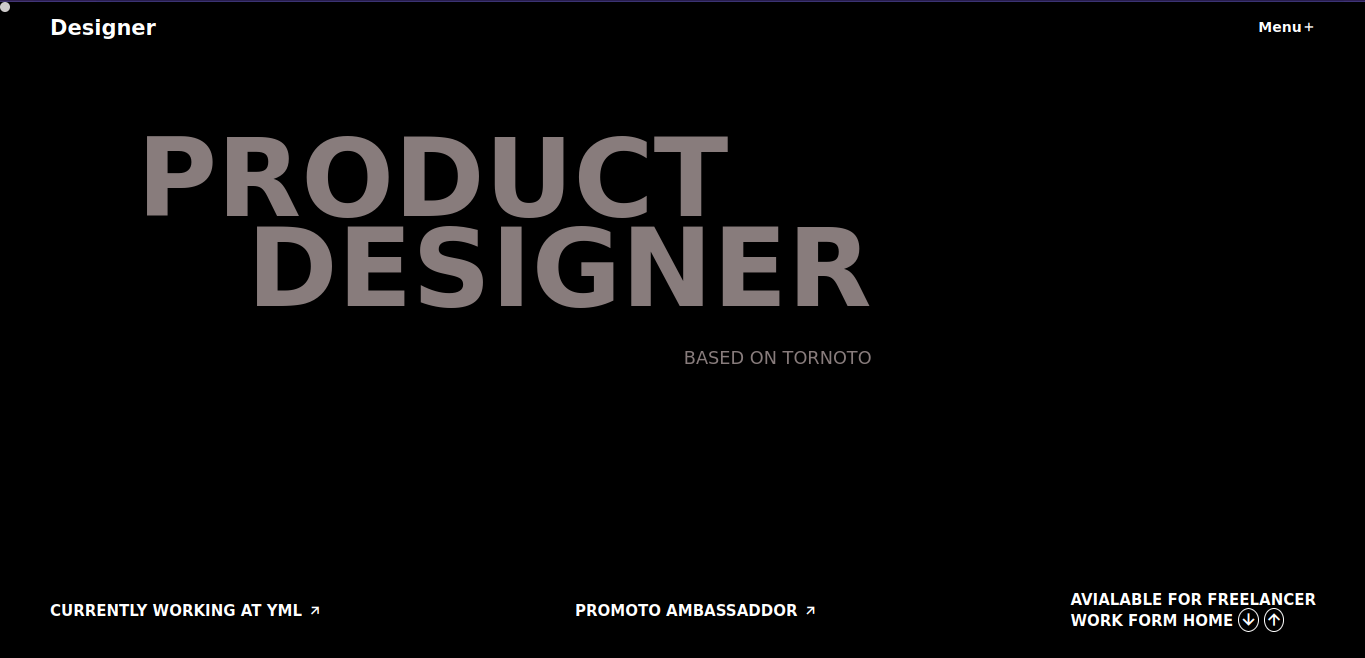 Designer
Menu+
PRODUCT
DESIGNER
BASED ON TORNOTO
CURRENTLY WORKING AT YML
PROMOTO AMBASSADDOR
AVIALABLE FOR FREELANCER
WORK FORM HOME